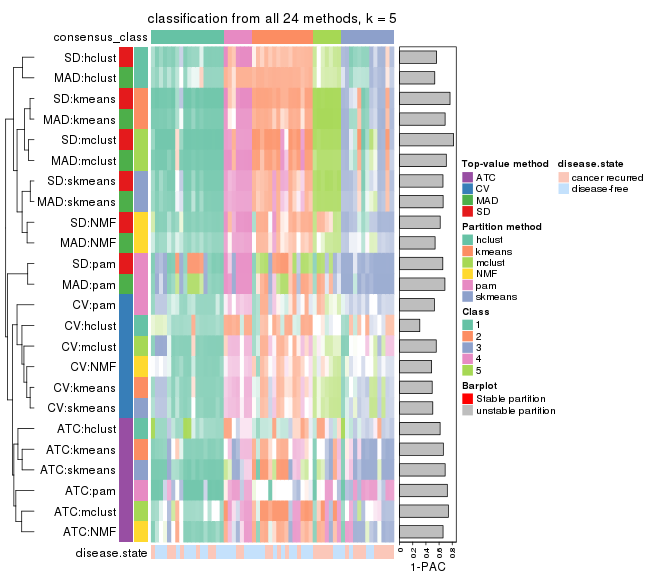 classification from all 24 methods, k = 5
consensus_class
SD:hclust
MAD:hclust
SD:kmeans
MAD:kmeans
SD:mclust
MAD:mclust
SD:skmeans
MAD:skmeans
SD:NMF
MAD:NMF
SD:pam
MAD:pam
CV:pam
CV:hclust
CV:mclust
CV:NMF
CV:kmeans
CV:skmeans
ATC:hclust
ATC:kmeans
ATC:skmeans
ATC:pam
ATC:mclust
ATC:NMF
disease.state
0 0.2 0.4 0.6 0.8
1-PAC
Top-value method
ATC
CV
MAD
SD
Partition method
hclust
kmeans
mclust
NMF
pam
skmeans
Class
1
2
3
4
5
Barplot
Stable partition
unstable partition
disease.state
cancer recurred
disease-free